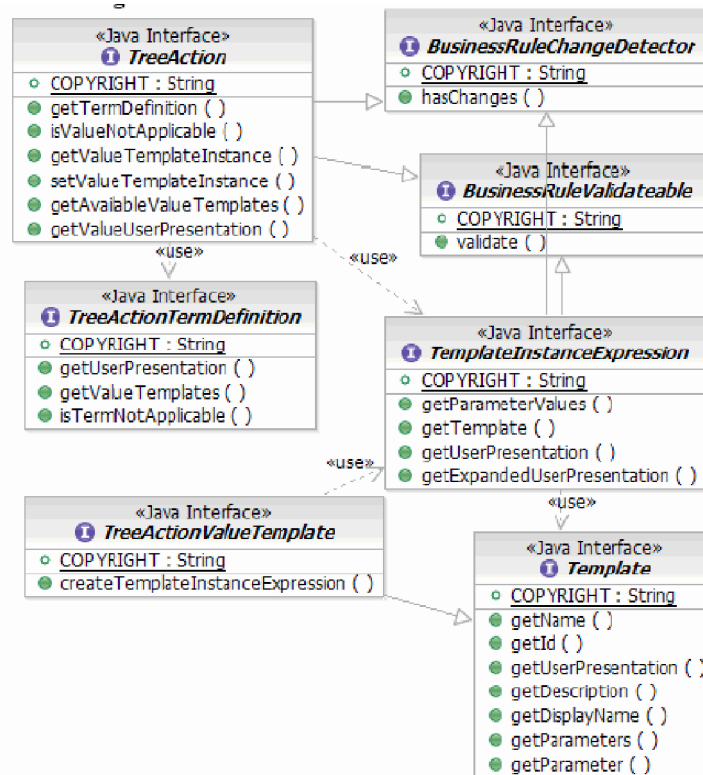 «Java Interface»
TreeAction
COPYRIGHT : String
getTermDefinition ( )
isValueNotApplicable ( )
getValueTemplateInstance ( )
setValueTemplateInstance ( )
getAvailableValueTemplates ( )
getValueUserPresentation ( )
«Java Interface»
BusinessRuleChangeDetector
COPYRIGHT : String
hasChanges ( )
«Java Interface»
BusinessRuleValidateable
COPYRIGHT : String
validate ( )
«use»
«use»
«Java Interface»
TreeActionTermDefinition
COPYRIGHT : String
getUserPresentation ( )
getValueTemplates ( )
isTermNotApplicable ( )
«Java Interface»
TemplateInstanceExpression
COPYRIGHT : String
getParameterValues ( )
getTemplate ( )
getUserPresentation ( )
getExpandedUserPresentation ( )
«use»
«use»
«Java Interface»
TreeActionValueTemplate
COPYRIGHT : String
createTemplateInstanceExpression ( )
«Java Interface»
Template
COPYRIGHT : String
getName ( )
getId ( )
getUserPresentation ( )
getDescription ( )
getDisplayName ( )
getParameters ( )
getParameter ( )